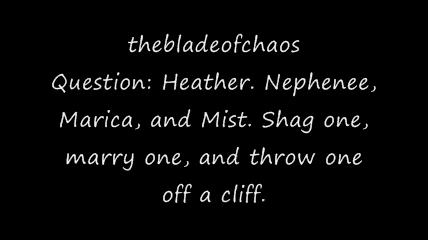 thebladeofchaos
Question: Heather. Nephenee,
Marica, and Mist. Shag one,
marry one, and throw one
off a cliff.